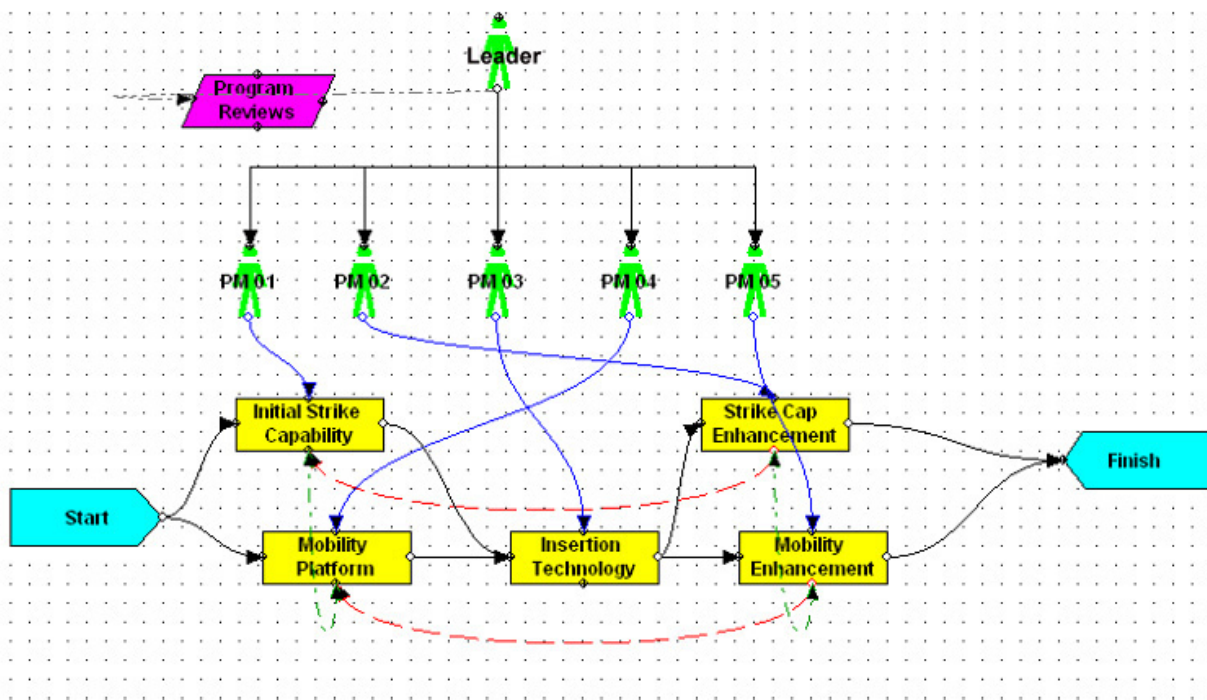 Leader
Program
Reviews
PM 01
PM 02
PM 03
PM 04
PM 05
Initial Strike
Capability
Strike Cap
Enhancement
Finish
Start
Mobility
Platform
Insertion
Technology
Mobility
Enhancement